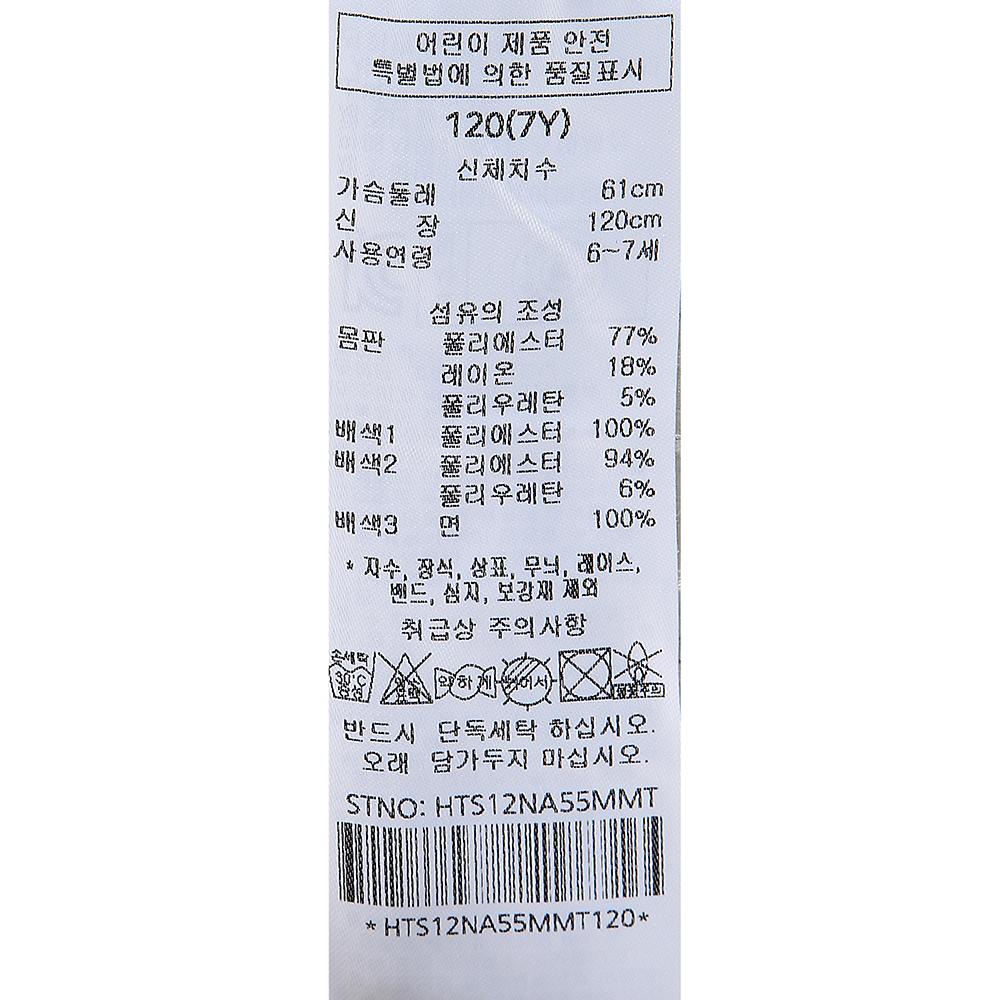 어린이 제품 안전
특별법에 의한 품질표시
120(7Y)
신체치수
가슴둘레 61cm
신 장 120cm
사용연령 6~7세
섬유의 조성
몸판 폴리에스터 77%
레이온 18%
폴리우레탄 5%
배색1 폴리에스터 100%
배색2 폴리에스터 94%
폴리우레탄 6%
배색3 면 100%
* 자수, 장식, 상표, 무늬, 레이스,
밴드, 심지, 보강재 제외
취급상 주의사항
손세탁
30℃ 중성 약하게
반드시 단독세탁 하십시오.
오래 담가두지 마십시오.
STNO: HTS12NA55MMT
*HTS12NA55MMT120*